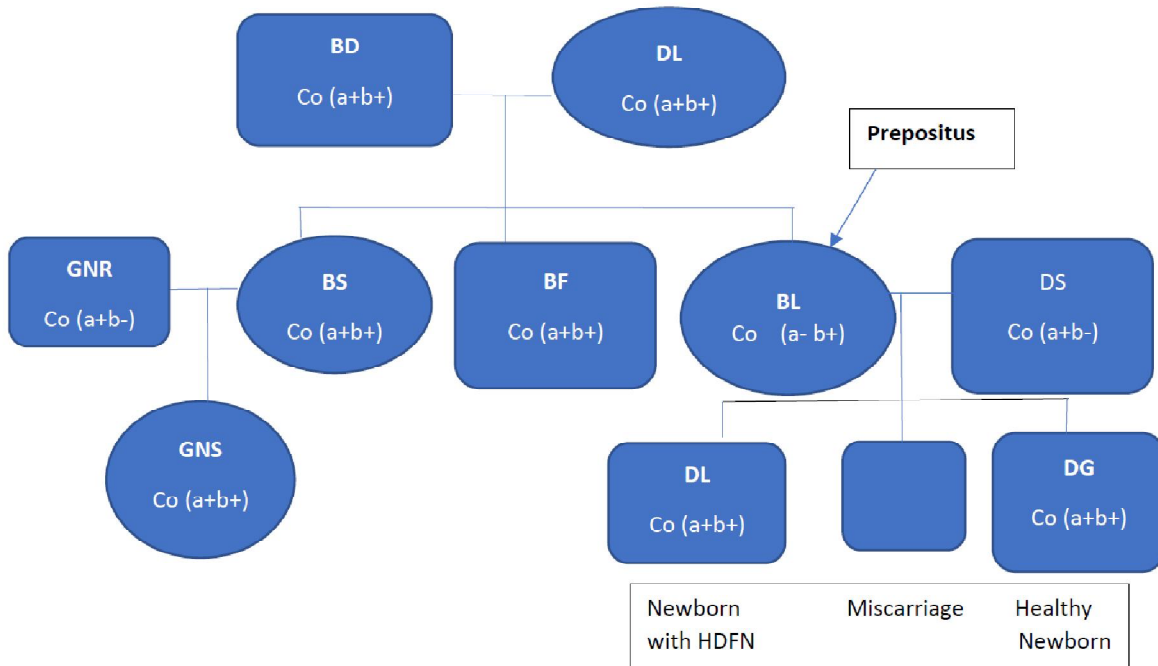 BD
Co (a+b+)
DL
Co (a+b+)
Prepositus
GNR
Co (a+b-)
BS
Co (a+b+)
BF
Co (a+b+)
BL
Co (a- b+)
DS
Co (a+b-)
GNS
Co (a+b+)
DL
Co (a+b+)
DG
Co (a+b+)
Newborn
with HDFN
Miscarriage
Healthy
Newborn